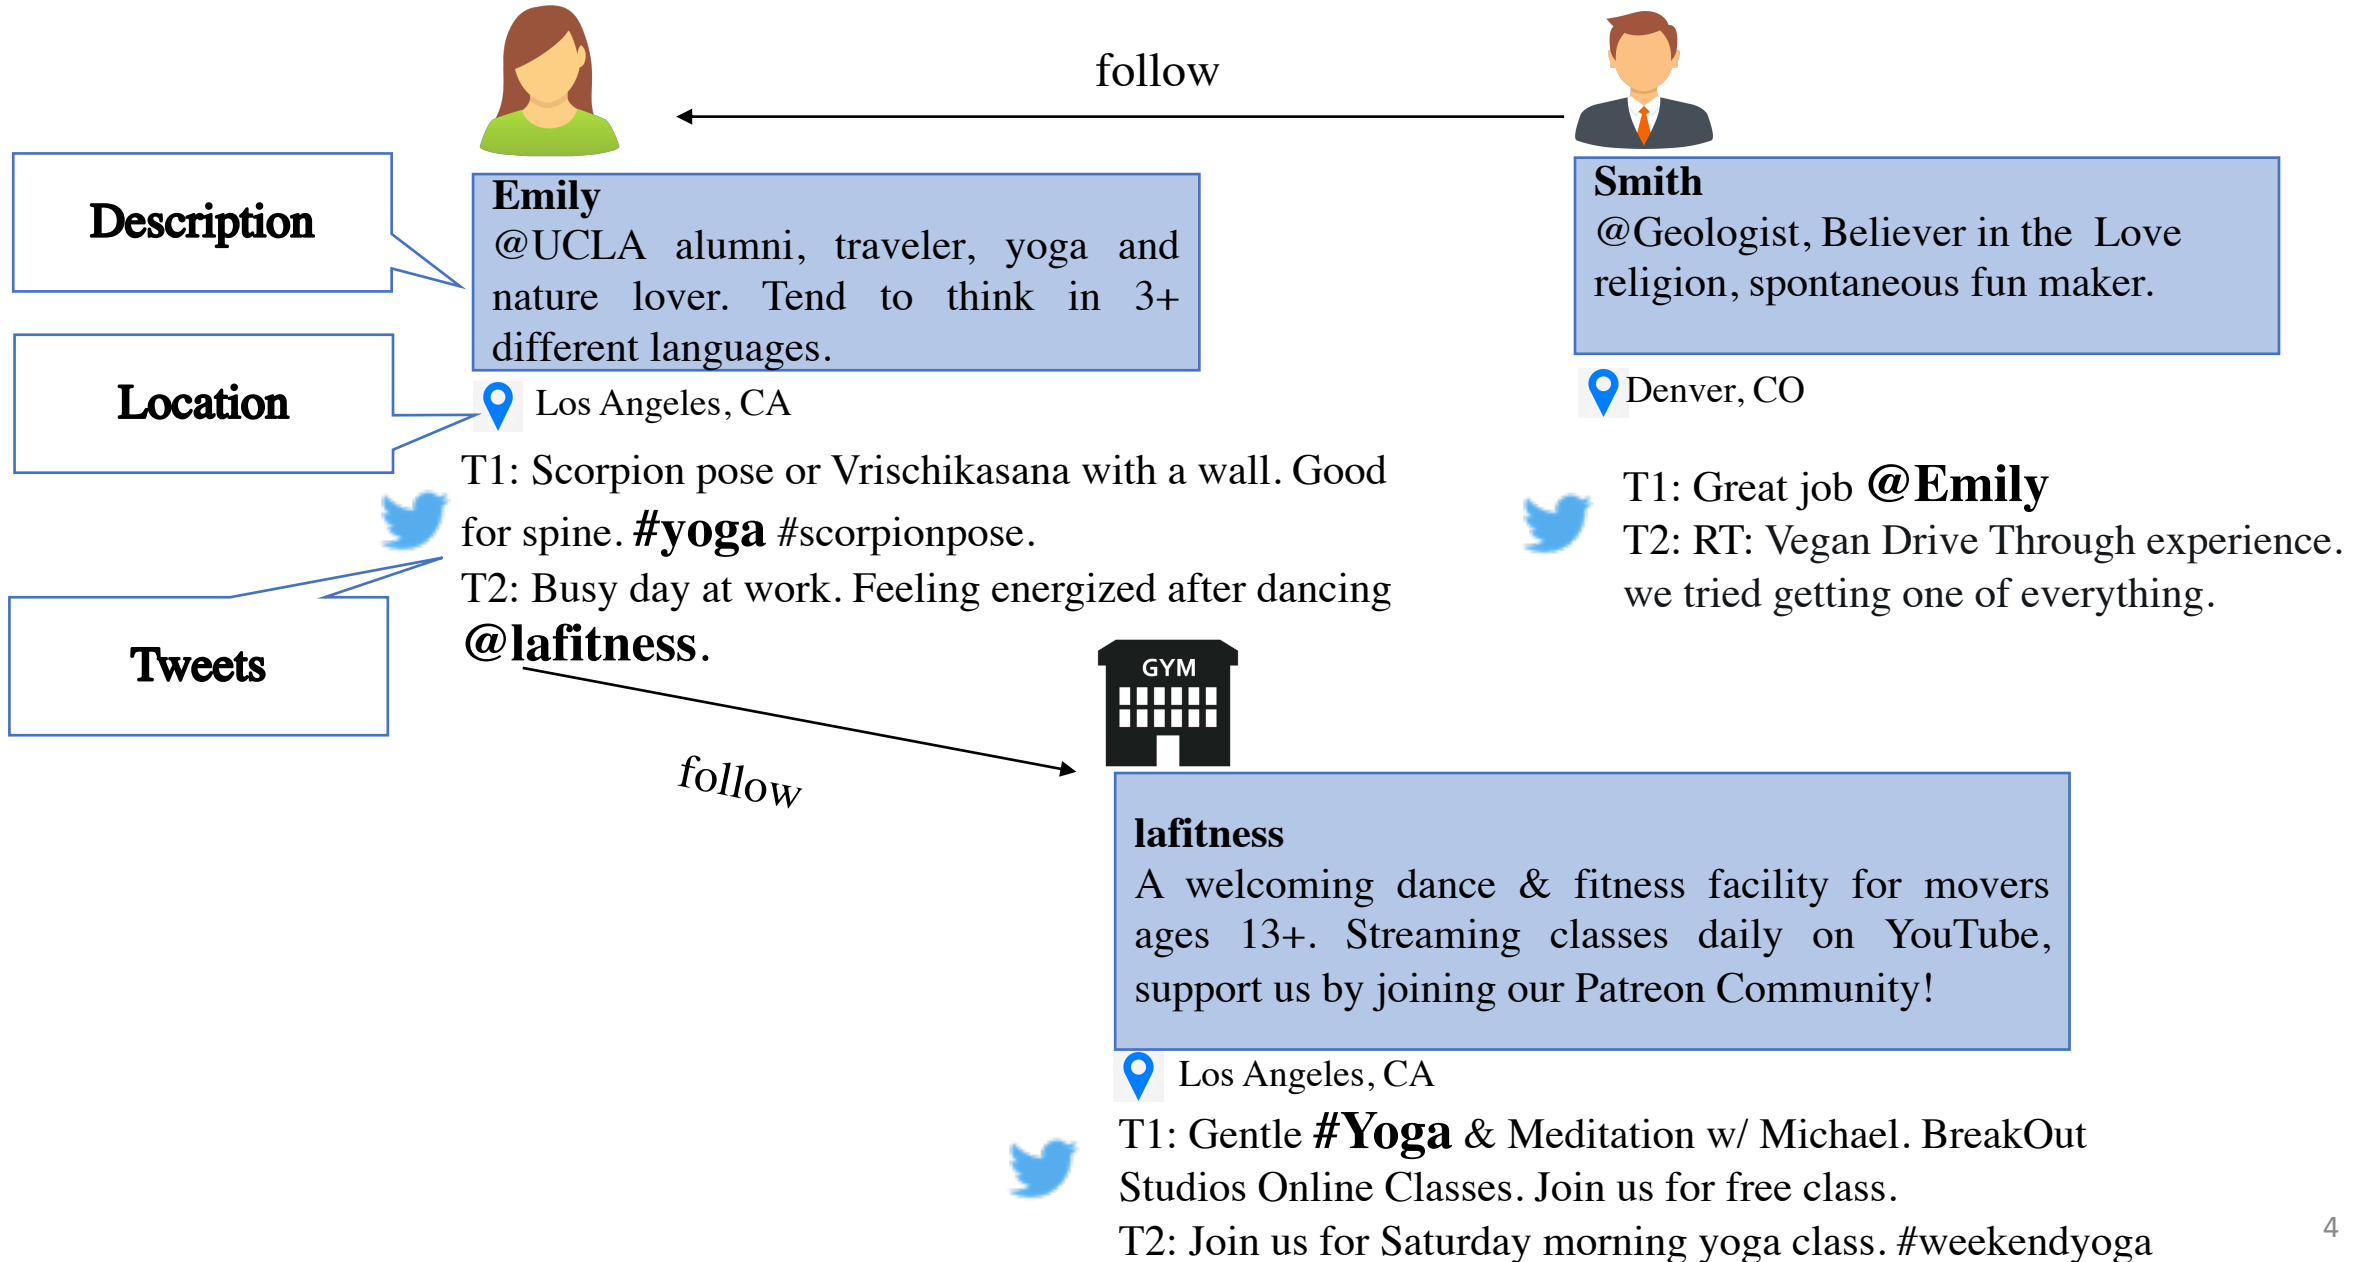 follow
Description
Emily
@UCLA alumni, traveler, yoga and
nature lover. Tend to think in 3+
different languages.
Smith
@Geologist, Believer in the Love
religion, spontaneous fun maker.
Location
Los Angeles, CA
Denver, CO
T1: Scorpion pose or Vrischikasana with a wall. Good
for spine. #yoga #scorpionpose.
T2: Busy day at work. Feeling energized after dancing
@lafitness.
T1: Great job @Emily
T2: RT: Vegan Drive Through experience.
we tried getting one of everything.
Tweets
GYM
follow
lafitness
A welcoming dance & fitness facility for movers
ages 13+. Streaming classes daily on YouTube,
support us by joining our Patreon Community!
Los Angeles, CA
T1: Gentle #Yoga & Meditation w/ Michael. BreakOut
Studios Online Classes. Join us for free class.
T2: Join us for Saturday morning yoga class. #weekendyoga
4